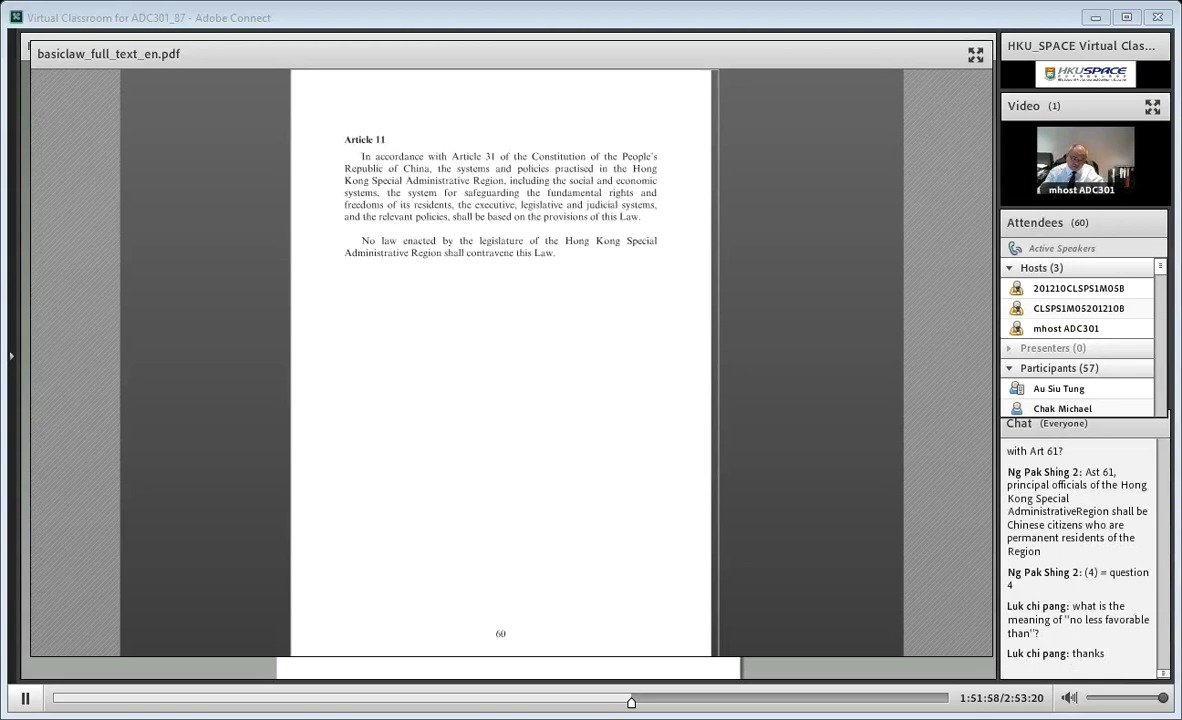 Virtual Classroom for ADC301_87 - Adobe Connect
basiclaw_full_text_en.pdf
Article 11
In accordance with Article 31 of the Constitution of the People's
Republic of China, the systems and policies practised in the Hong
Kong Special Administrative Region, including the social and economic
systems, the system for safeguarding the fundamental rights and
freedoms of its residents, the executive, legislative and judicial systems,
and the relevant policies, shall be based on the provisions of this Law.
No law enacted by the legislature of the Hong Kong Special
Administrative Region shall contravene this Law.
60
HKU_SPACE Virtual Clas...
HKU SPACE
Video (1)
mhost ADC301
Attendees (60)
Active Speakers
Hosts (3)
201210CLSPS1M05B
CLSPS1M05201210B
mhost ADC301
Presenters (0)
Participants (57)
Au Siu Tung
Chak Michael
Chat (Everyone)
with Art 61?
Ng Pak Shing 2: Ast 61,
principal officials of the Hong
Kong Special
AdministrativeRegion shall be
Chinese citizens who are
permanent residents of the
Region
Ng Pak Shing 2: (4) = question
4
Luk chi pang: what is the
meaning of "no less favorable
than"?
Luk chi pang: thanks
1:51:58/2:53:20